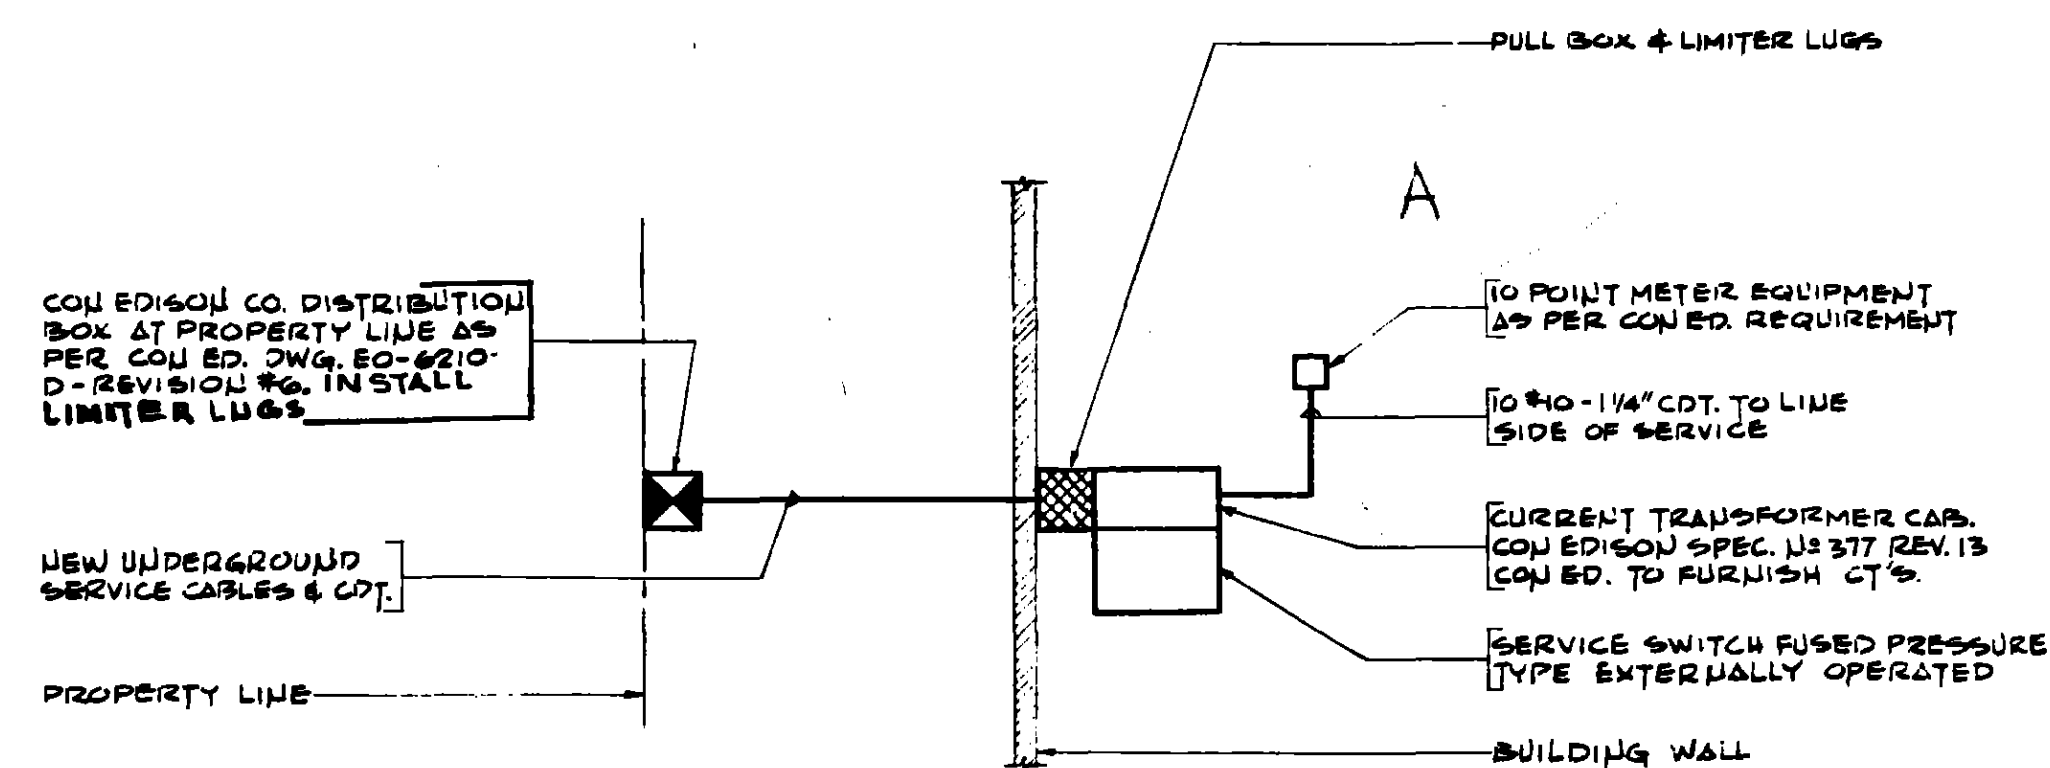 PULL BOX & LIMITER LUGS
A
CON EDISON CO. DISTRIBUTION
BOX AT PROPERTY LINE AS
PER CON ED. DWG. EO-6210-
D-REVISION #6. INSTALL
LIMITER LUGS
10 POINT METER EQUIPMENT
AS PER CON ED. REQUIREMENT
10 #10 - 1 1/4" CDT. TO LINE
SIDE OF SERVICE
CURRENT TRANSFORMER CAB.
CON EDISON SPEC. Nº 377 REV. 13
CON ED. TO FURNISH CT'S.
NEW UNDERGROUND
SERVICE CABLES & CDT.
SERVICE SWITCH FUSED PRESSURE
TYPE EXTERNALLY OPERATED
PROPERTY LINE
BUILDING WALL